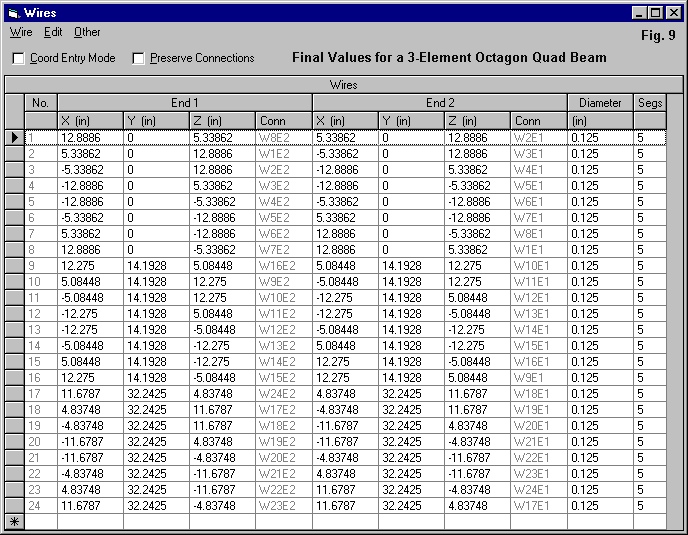 Wires
Wire Edit Other
Fig. 9
Coord Entry Mode Preserve Connections Final Values for a 3-Element Octagon Quad Beam
Wires
No. End 1 End 2 Diameter Segs
X (in) Y (in) Z (in) Conn X (in) Y (in) Z (in) Conn (in)
1 12.8886 0 5.33862 W8E2 5.33862 0 12.8886 W2E1 0.125 5
2 5.33862 0 12.8886 W1E2 -5.33862 0 12.8886 W3E1 0.125 5
3 -5.33862 0 12.8886 W2E2 -12.8886 0 5.33862 W4E1 0.125 5
4 -12.8886 0 5.33862 W3E2 -12.8886 0 -5.33862 W5E1 0.125 5
5 -12.8886 0 -5.33862 W4E2 -5.33862 0 -12.8886 W6E1 0.125 5
6 -5.33862 0 -12.8886 W5E2 5.33862 0 -12.8886 W7E1 0.125 5
7 5.33862 0 -12.8886 W6E2 12.8886 0 -5.33862 W8E1 0.125 5
8 12.8886 0 -5.33862 W7E2 12.8886 0 5.33862 W1E1 0.125 5
9 12.275 14.1928 5.08448 W16E2 5.08448 14.1928 12.275 W10E1 0.125 5
10 5.08448 14.1928 12.275 W9E2 -5.08448 14.1928 12.275 W11E1 0.125 5
11 -5.08448 14.1928 12.275 W10E2 -12.275 14.1928 5.08448 W12E1 0.125 5
12 -12.275 14.1928 5.08448 W11E2 -12.275 14.1928 -5.08448 W13E1 0.125 5
13 -12.275 14.1928 -5.08448 W12E2 -5.08448 14.1928 -12.275 W14E1 0.125 5
14 -5.08448 14.1928 -12.275 W13E2 5.08448 14.1928 -12.275 W15E1 0.125 5
15 5.08448 14.1928 -12.275 W14E2 12.275 14.1928 -5.08448 W16E1 0.125 5
16 12.275 14.1928 -5.08448 W15E2 12.275 14.1928 5.08448 W9E1 0.125 5
17 11.6787 32.2425 4.83748 W24E2 4.83748 32.2425 11.6787 W18E1 0.125 5
18 4.83748 32.2425 11.6787 W17E2 -4.83748 32.2425 11.6787 W19E1 0.125 5
19 -4.83748 32.2425 11.6787 W18E2 -11.6787 32.2425 4.83748 W20E1 0.125 5
20 -11.6787 32.2425 4.83748 W19E2 -11.6787 32.2425 -4.83748 W21E1 0.125 5
21 -11.6787 32.2425 -4.83748 W20E2 -4.83748 32.2425 -11.6787 W22E1 0.125 5
22 -4.83748 32.2425 -11.6787 W21E2 4.83748 32.2425 -11.6787 W23E1 0.125 5
23 4.83748 32.2425 -11.6787 W22E2 11.6787 32.2425 -4.83748 W24E1 0.125 5
24 11.6787 32.2425 -4.83748 W23E2 11.6787 32.2425 4.83748 W17E1 0.125 5